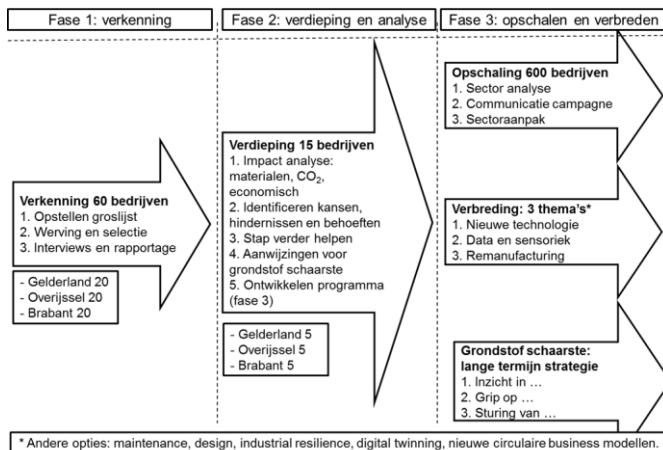 Fase 1: verkenning
Fase 2: verdieping en analyse
Fase 3: opschalen en verbreden
Verkenning 60 bedrijven
1. Opstellen groslijst
2. Werving en selectie
3. Interviews en rapportage
- Gelderland 20
- Overijssel 20
- Brabant 20
Verdieping 15 bedrijven
1. Impact analyse:
materialen, CO₂,
economisch
2. Identificeren kansen,
hindernissen en behoeften
3. Stap verder helpen
4. Aanwijzingen voor
grondstof schaarste
5. Ontwikkelen programma
(fase 3)
- Gelderland 5
- Overijssel 5
- Brabant 5
Opschaling 600 bedrijven
1. Sector analyse
2. Communicatie campagne
3. Sectoraanpak
Verbreding: 3 thema's*
1. Nieuwe technologie
2. Data en sensoriek
3. Remanufacturing
Grondstof schaarste:
lange termijn strategie
1. Inzicht in …
2. Grip op …
3. Sturing van …
* Andere opties: maintenance, design, industrial resilience, digital twinning, nieuwe circulaire business modellen.